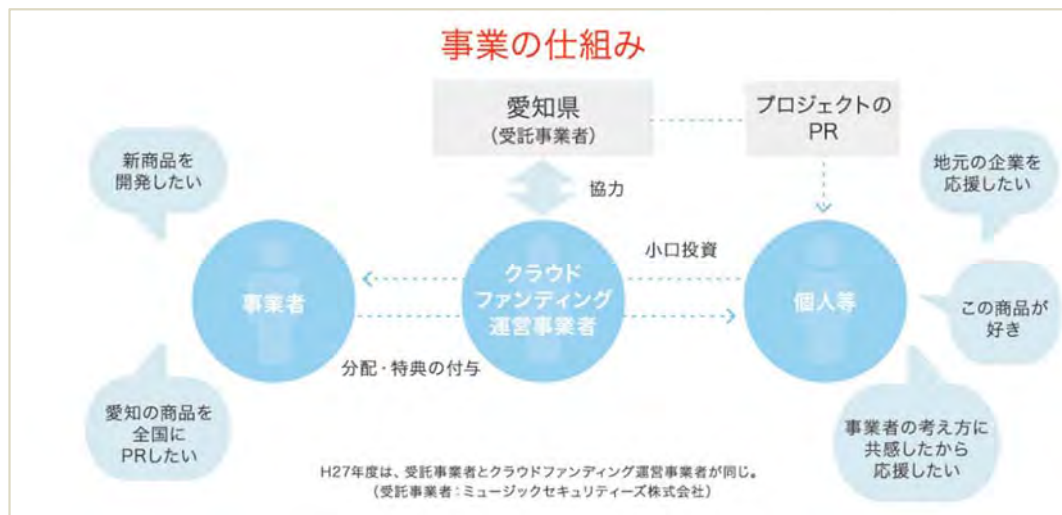 事業の仕組み
愛知県
(受託事業者)
プロジェクトの
PR
新商品を
開発したい
地元の企業を
応援したい
協力
小口投資
事業者
クラウド
ファンディング
運営事業者
個人等
この商品が
好き
分配・特典の付与
愛知の商品を
全国に
PRしたい
事業者の考え方に
共感したから
応援したい
H27年度は、受託事業者とクラウドファンディング運営事業者が同じ。
(受託事業者:ミュージックセキュリティーズ株式会社)